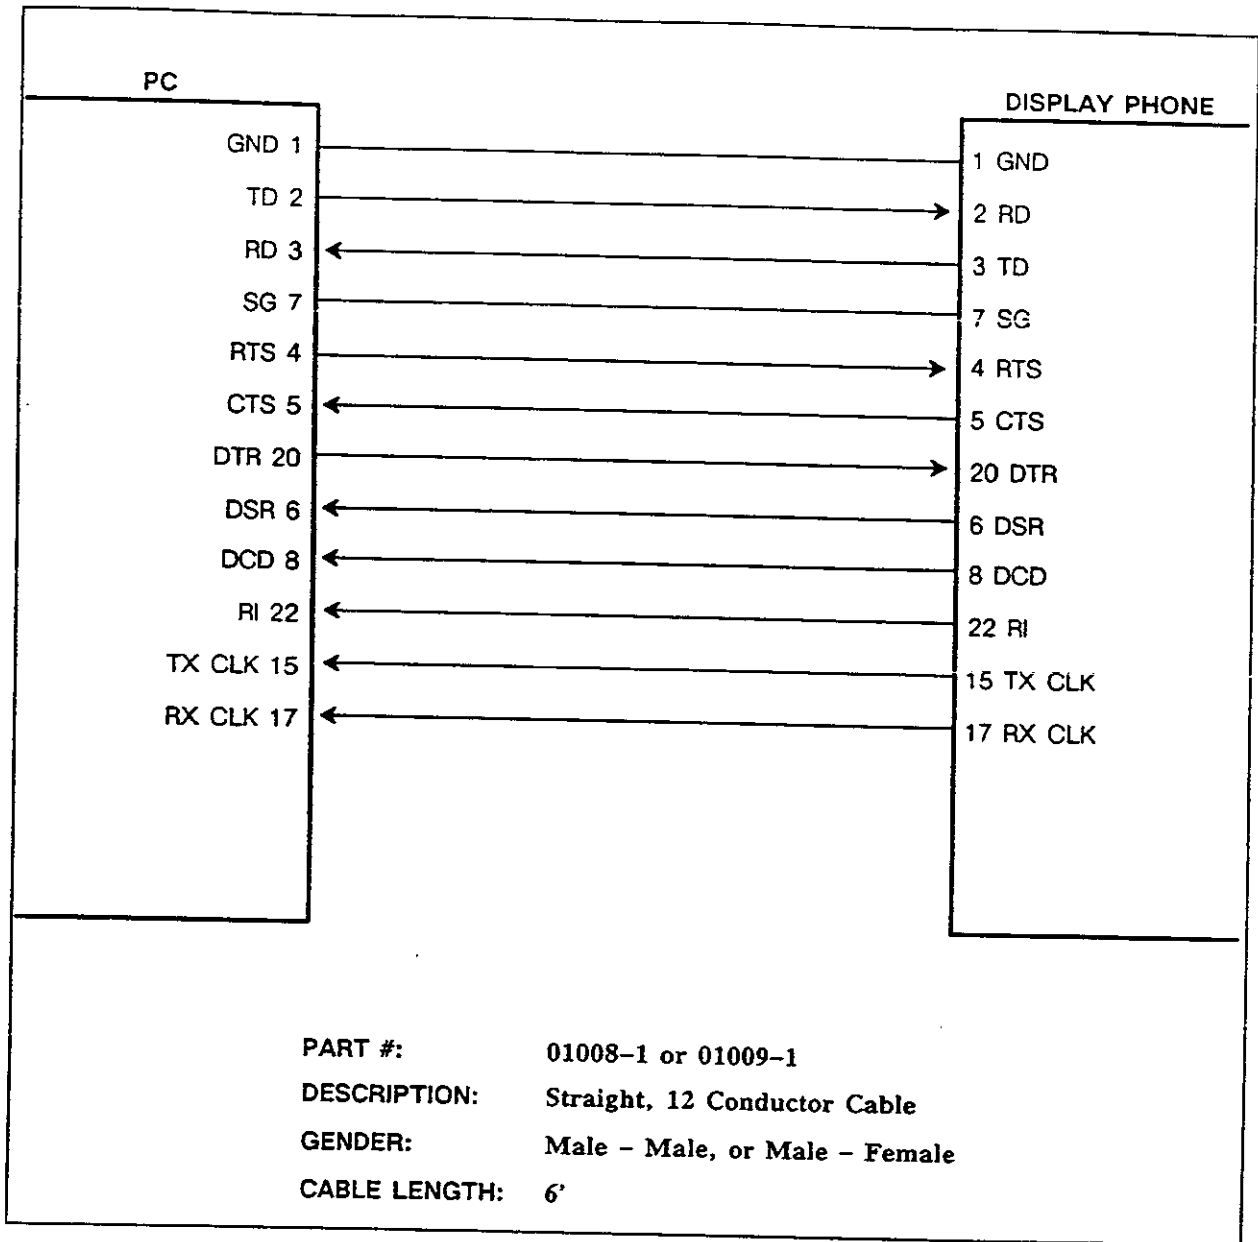 PC
DISPLAY PHONE
GND 1
1 GND
TD 2
2 RD
RD 3
3 TD
SG 7
7 SG
RTS 4
4 RTS
CTS 5
5 CTS
DTR 20
20 DTR
DSR 6
6 DSR
DCD 8
8 DCD
RI 22
22 RI
TX CLK 15
15 TX CLK
RX CLK 17
17 RX CLK
PART #: 01008-1 or 01009-1
DESCRIPTION: Straight, 12 Conductor Cable
GENDER: Male - Male, or Male - Female
CABLE LENGTH: 6'